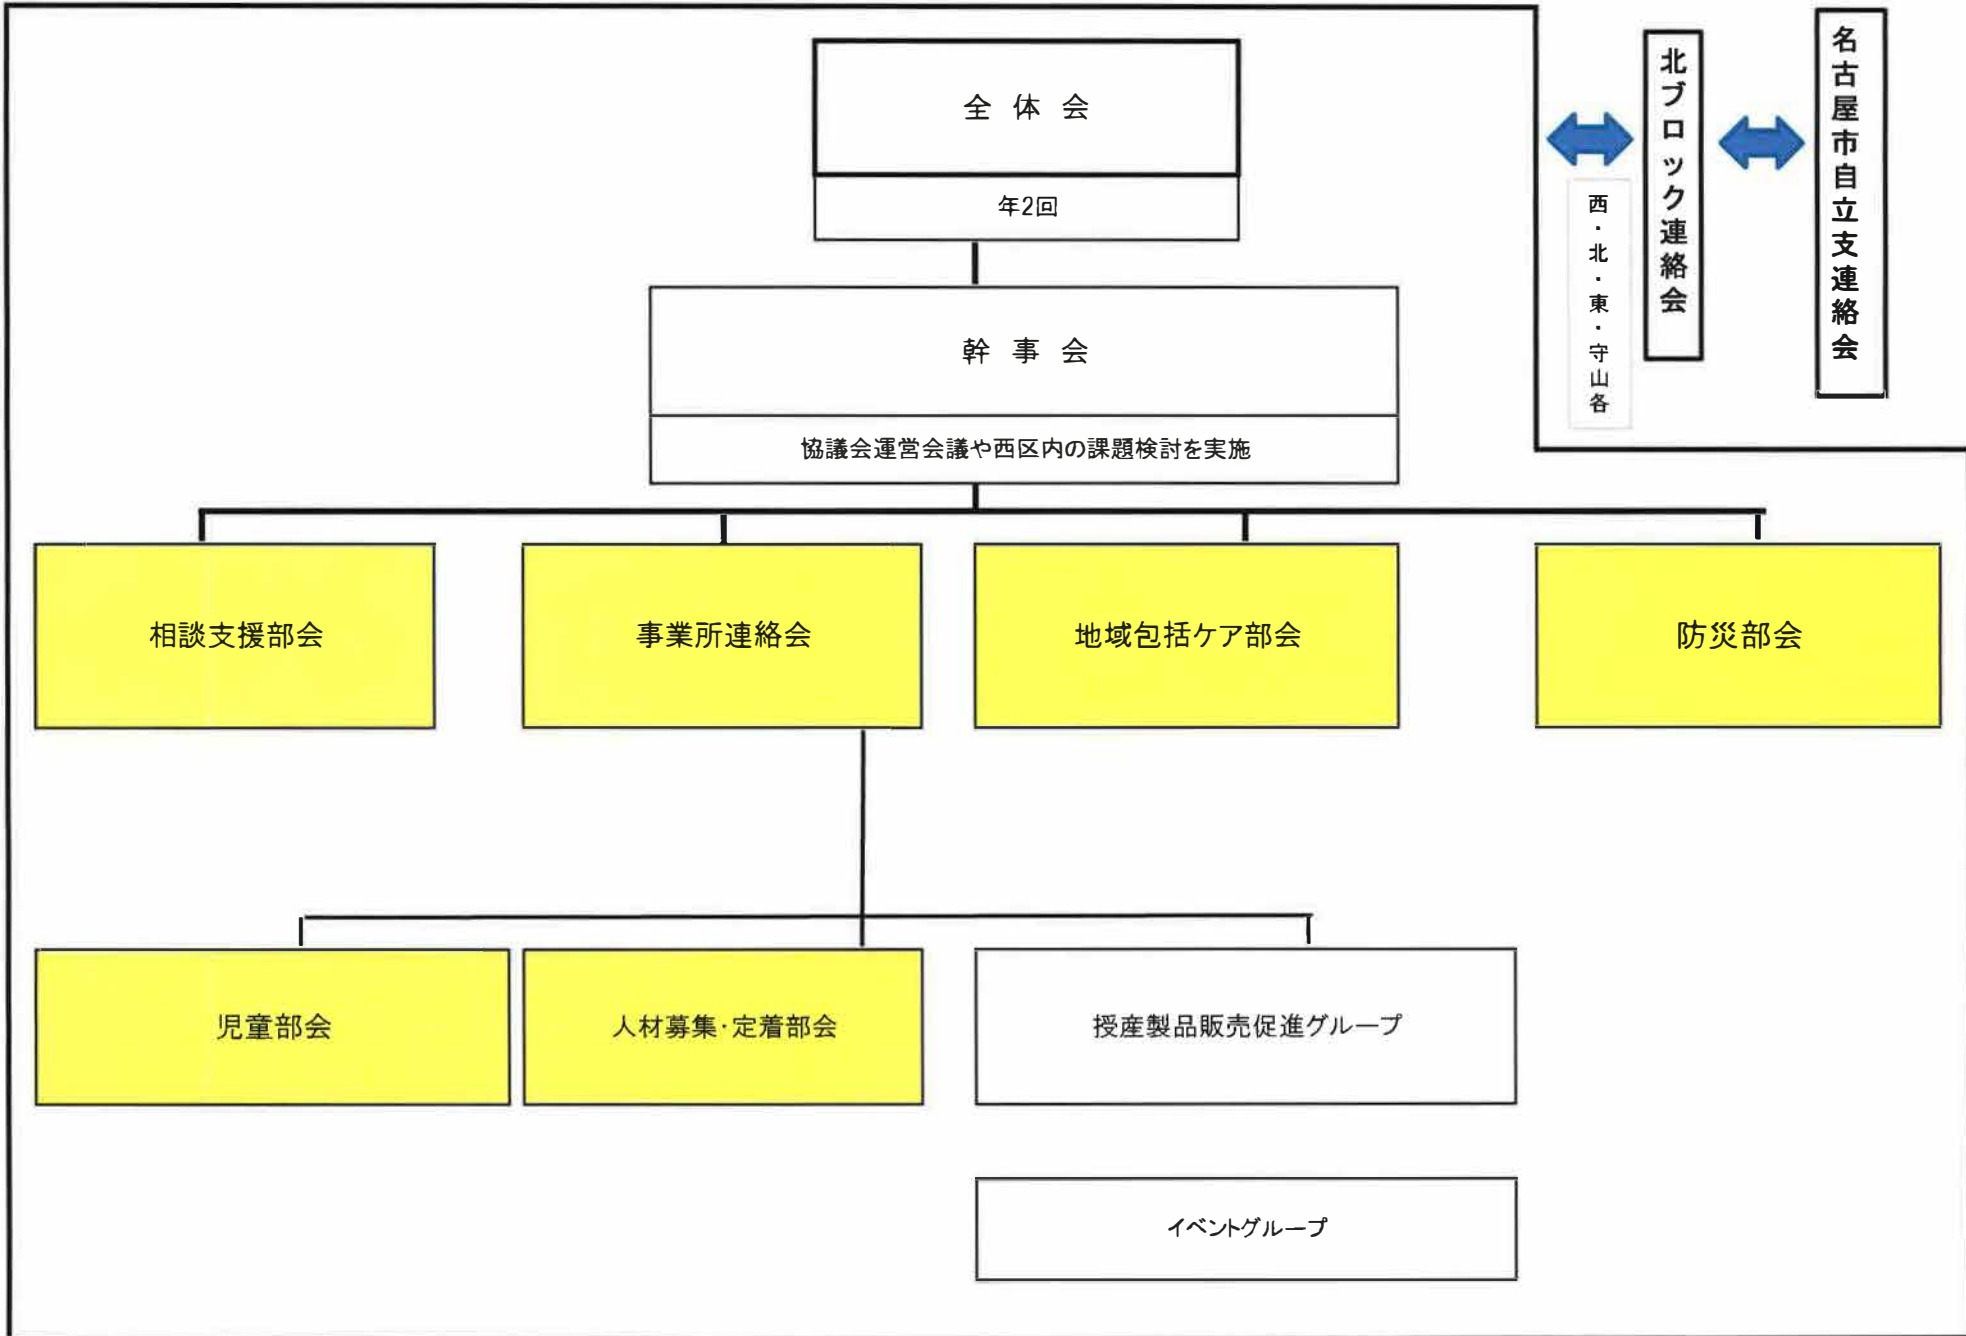 全 体 会
年2回
幹 事 会
協議会運営会議や西区内の課題検討を実施
北ブロック連絡会
名古屋市自立支連絡会
西・北・東・守山各
相談支援部会
事業所連絡会
地域包括ケア部会
防災部会
児童部会
人材募集・定着部会
授産製品販売促進グループ
イベントグループ